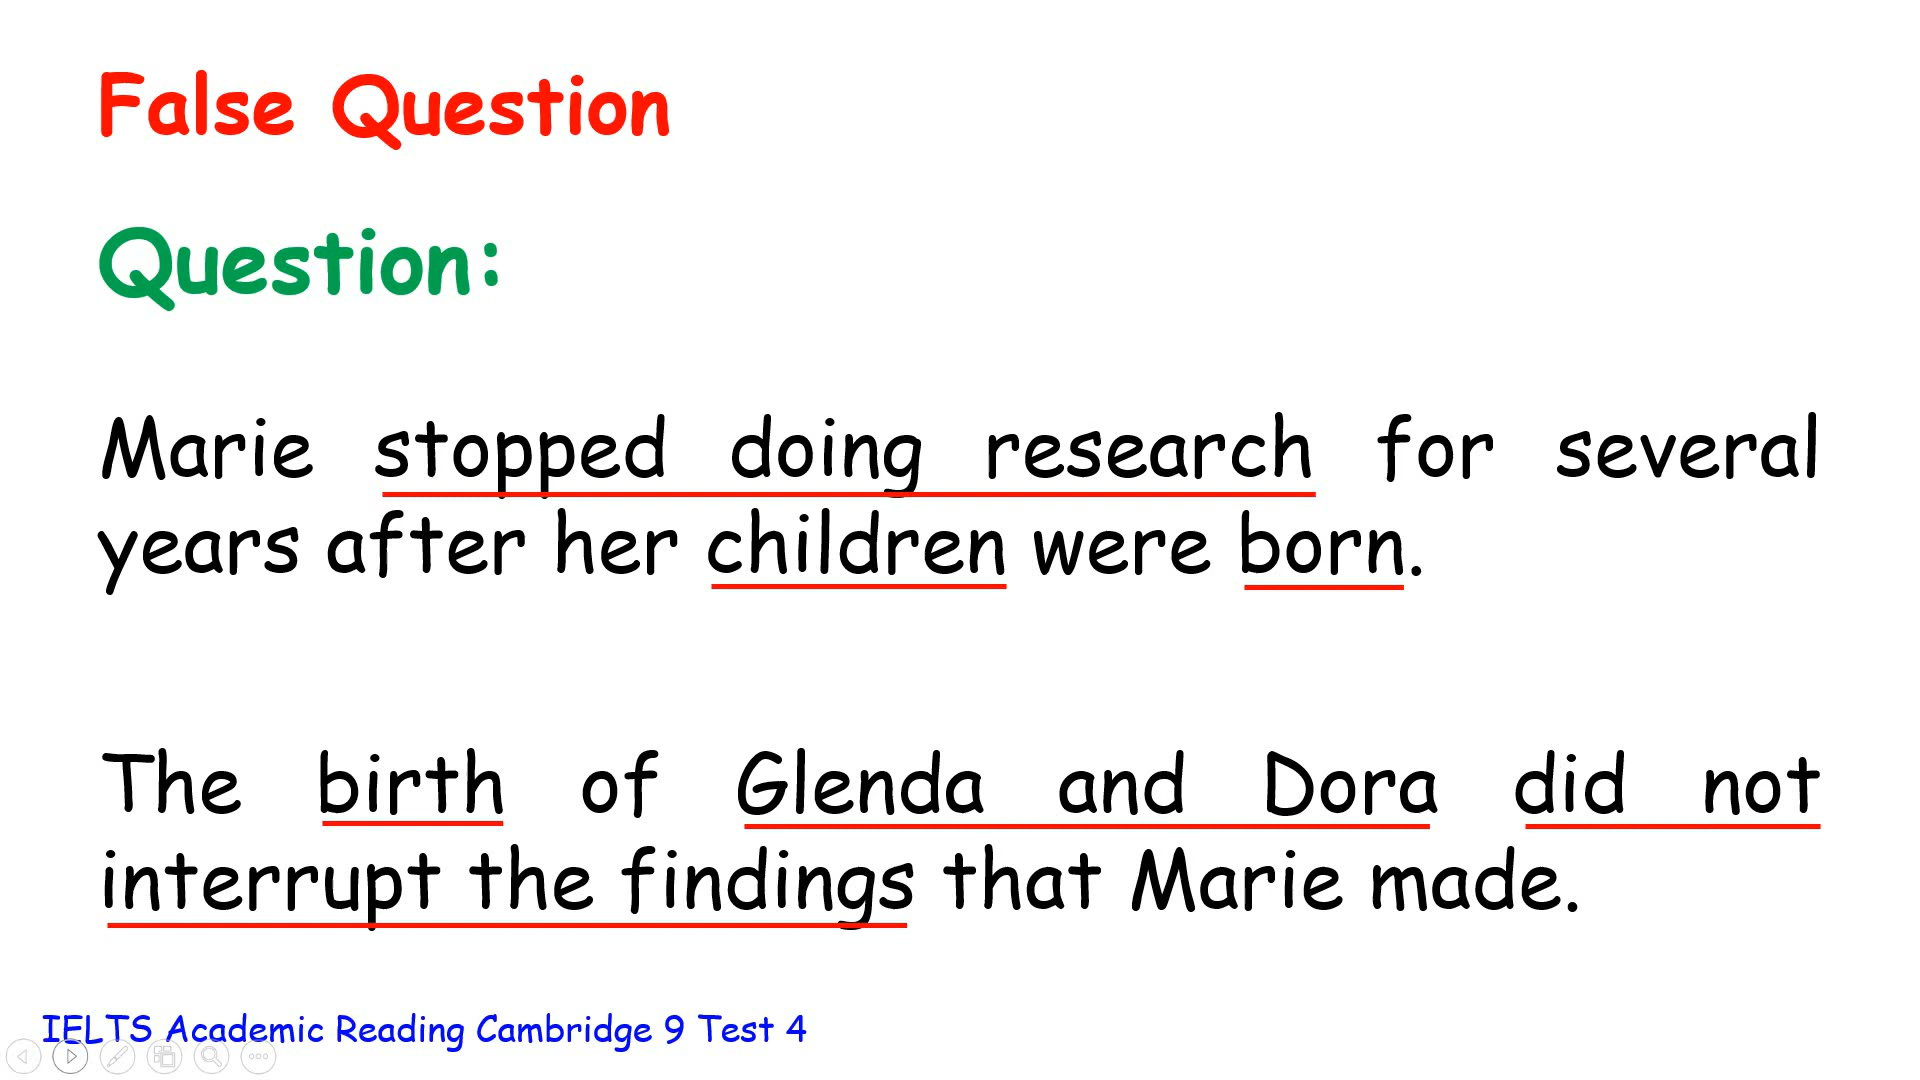 False Question
Question:
Marie stopped doing research for several
years after her children were born.
The birth of Glenda and Dora did not
interrupt the findings that Marie made.
IELTS Academic Reading Cambridge 9 Test 4